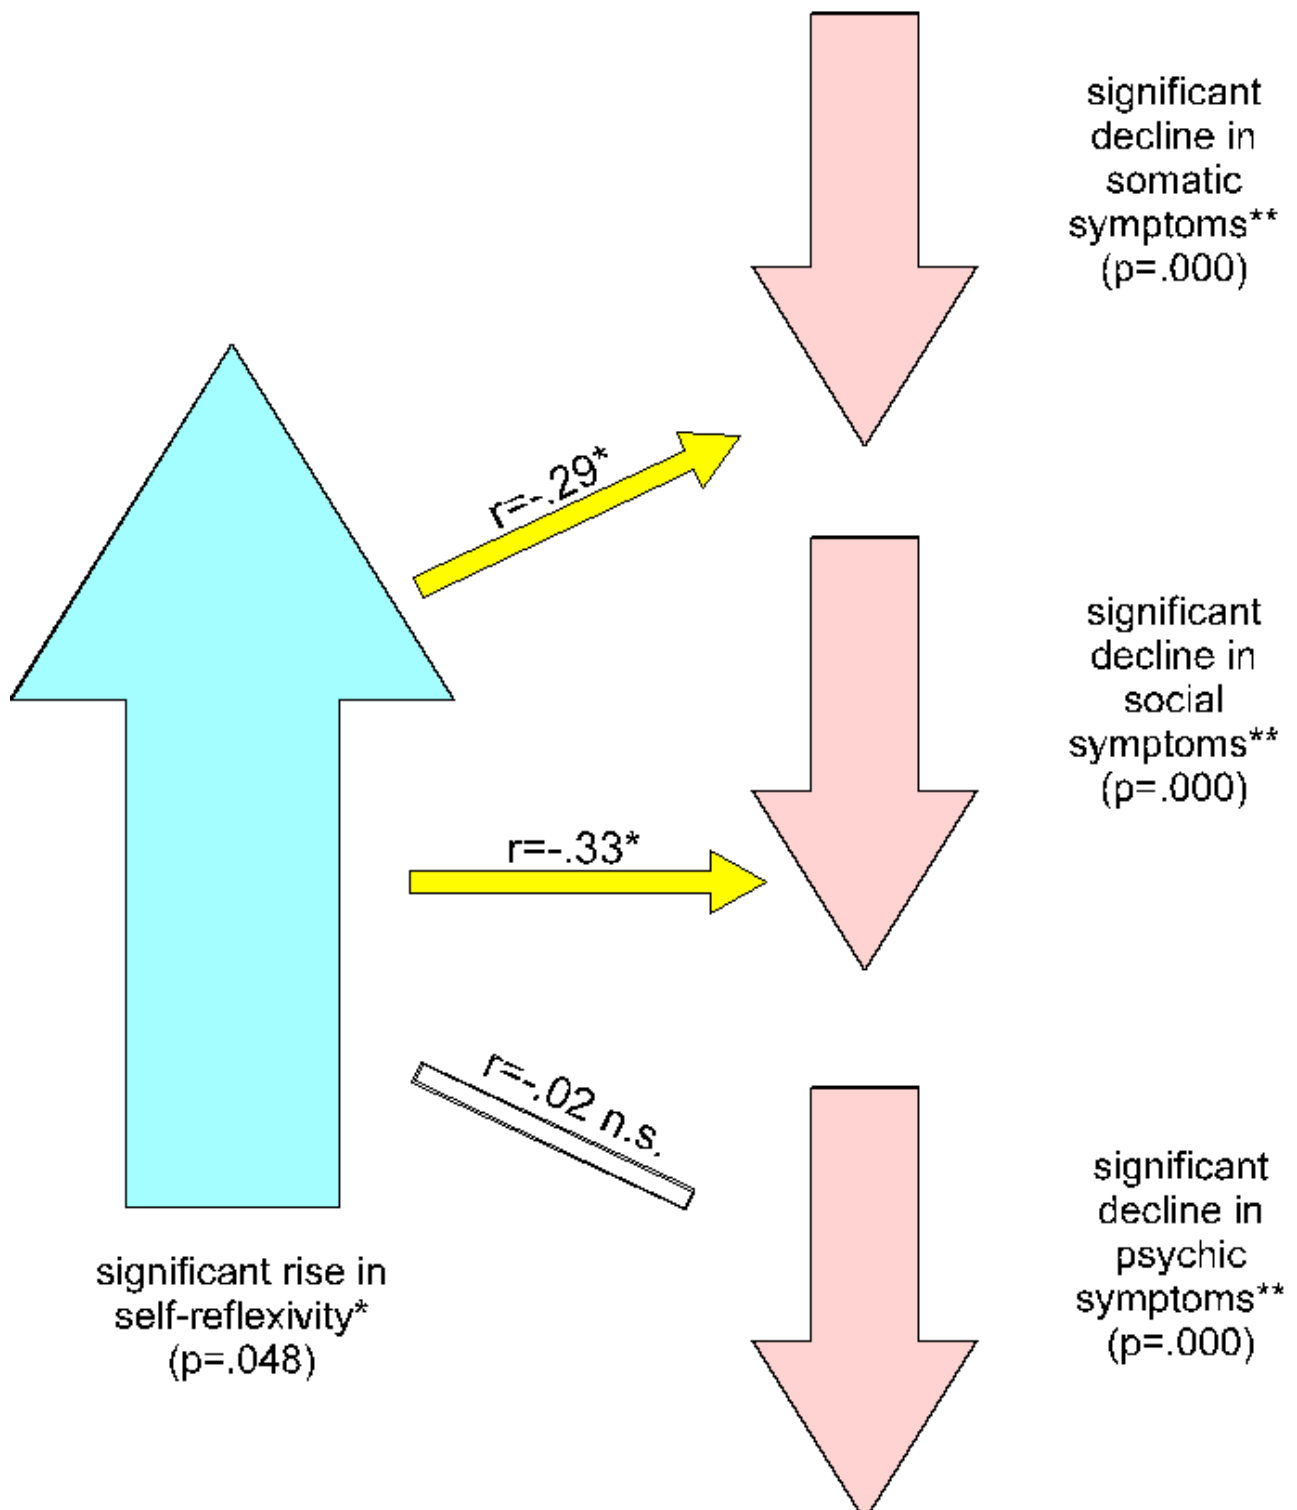 significant
decline in
somatic
symptoms**
(p=.000)
r=-.29*
significant
decline in
social
symptoms**
(p=.000)
r=-.33*
r=-.02 n.s.
significant
decline in
psychic
symptoms**
(p=.000)
significant rise in
self-reflexivity*
(p=.048)